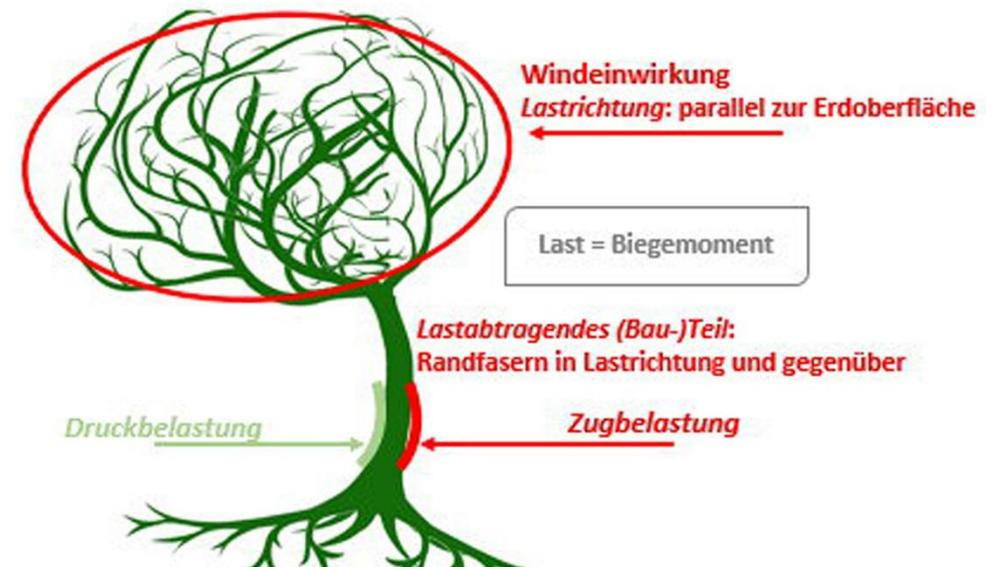 Windeinwirkung
Lastrichtung: parallel zur Erdoberfläche
Last = Biegemoment
Lastabtragendes (Bau-)Teil:
Randfasern in Lastrichtung und gegenüber
Druckbelastung
Zugbelastung